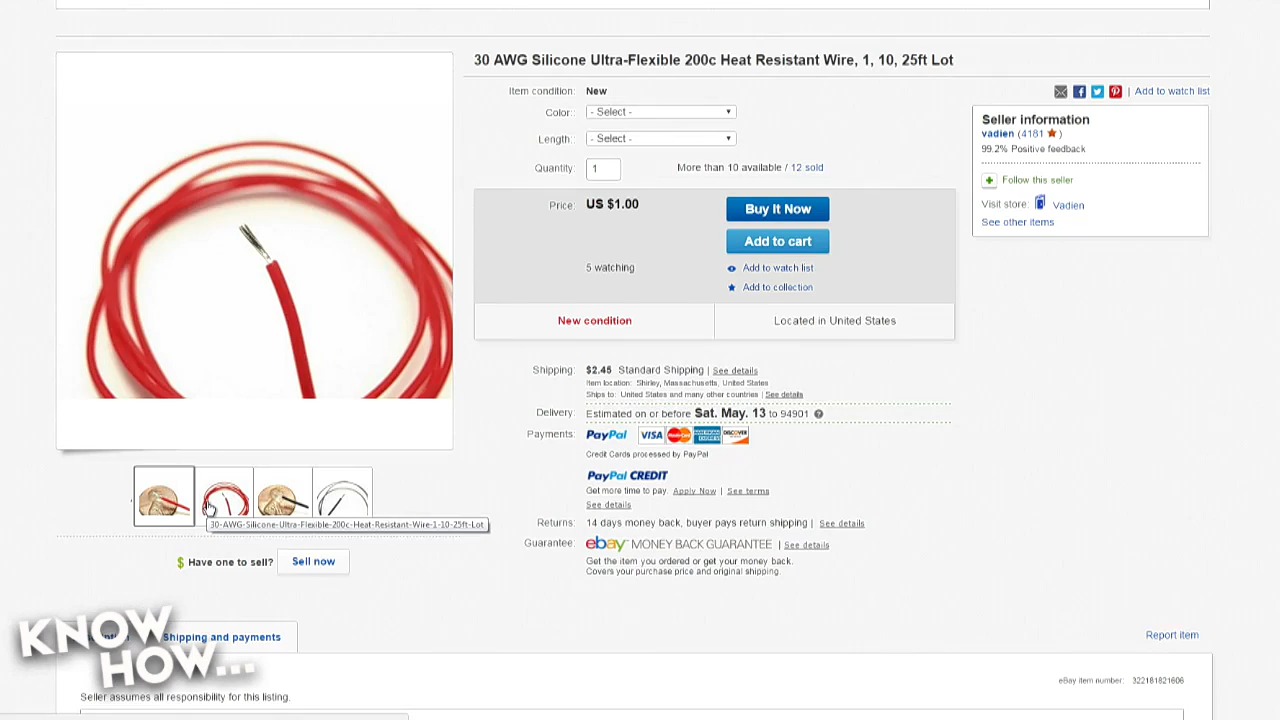 30 AWG Silicone Ultra-Flexible 200c Heat Resistant Wire, 1, 10, 25ft Lot
Item condition: New
Color: - Select -
Length: - Select -
Quantity: 1 More than 10 available / 12 sold
Price: US $1.00 Buy It Now
Add to cart
5 watching Add to watch list
Add to collection
New condition Located in United States
Shipping: $2.45 Standard Shipping | See details
Item location: Shirley, Massachusetts, United States
Ships to: United States and many other countries | See details
Delivery: Estimated on or before Sat. May. 13 to 94901
Payments: PayPal VISA MasterCard DISCOVER
Credit Cards processed by PayPal
PayPal CREDIT
Get more time to pay. Apply Now | See terms
See details
Returns: 14 days money back, buyer pays return shipping | See details
Guarantee: ebay MONEY BACK GUARANTEE | See details
Get the item you ordered or get your money back.
Covers your purchase price and original shipping.
| Add to watch list
Seller information
vadien (4181 )
99.2% Positive feedback
Follow this seller
Visit store: Vadien
See other items
30-AWG-Silicone-Ultra-Flexible-200c-Heat-Resistant-Wire-1-10-25ft-Lot
$ Have one to sell? Sell now
KNOW
HOW...
Shipping and payments
Report item
eBay item number: 322181821606
Seller assumes all responsibility for this listing.